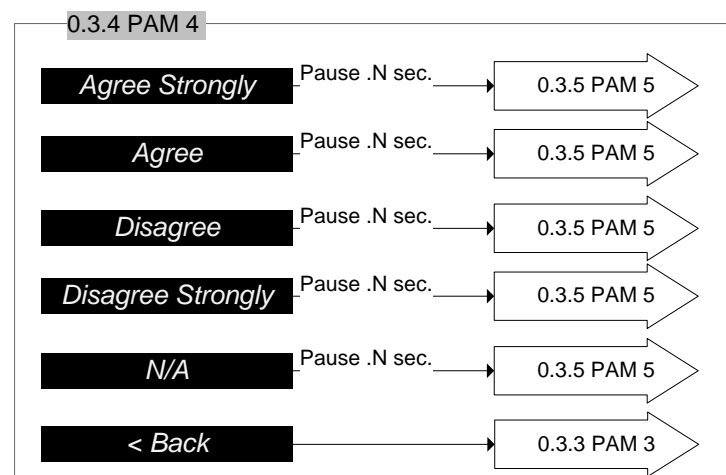 0.3.4 PAM 4
Agree Strongly Pause .N sec. 0.3.5 PAM 5
Agree Pause .N sec. 0.3.5 PAM 5
Disagree Pause .N sec. 0.3.5 PAM 5
Disagree Strongly Pause .N sec. 0.3.5 PAM 5
N/A Pause .N sec. 0.3.5 PAM 5
< Back 0.3.3 PAM 3